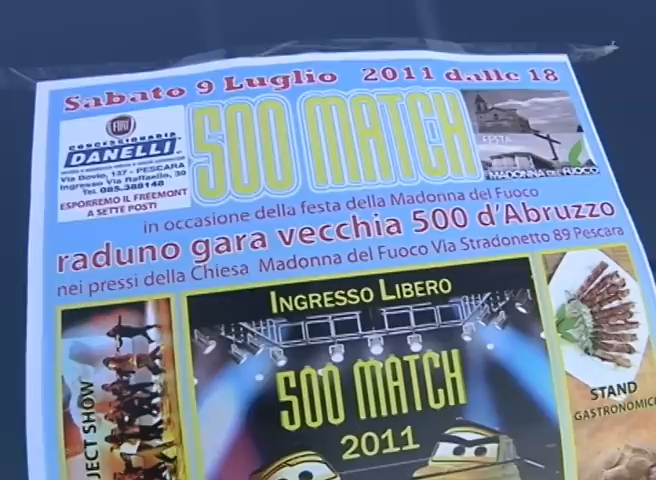 Sabato 9 Luglio 2011 dalle 18
FIAT
CONCESSIONARIA
DANELLI
Via Bovio, 137 - PESCARA
Ingresso Via Raffaello, 30
Tel. 085.388148
ESPORREMO IL FREEMONT
A SETTE POSTI
500 MATCH
FESTA
MADONNA DEL FUOCO
in occasione della festa della Madonna del Fuoco
raduno gara vecchia 500 d'Abruzzo
nei pressi della Chiesa Madonna del Fuoco Via Stradonetto 89 Pescara
INGRESSO LIBERO
500 MATCH
2011
JECT SHOW
STAND
GASTRONOMICO